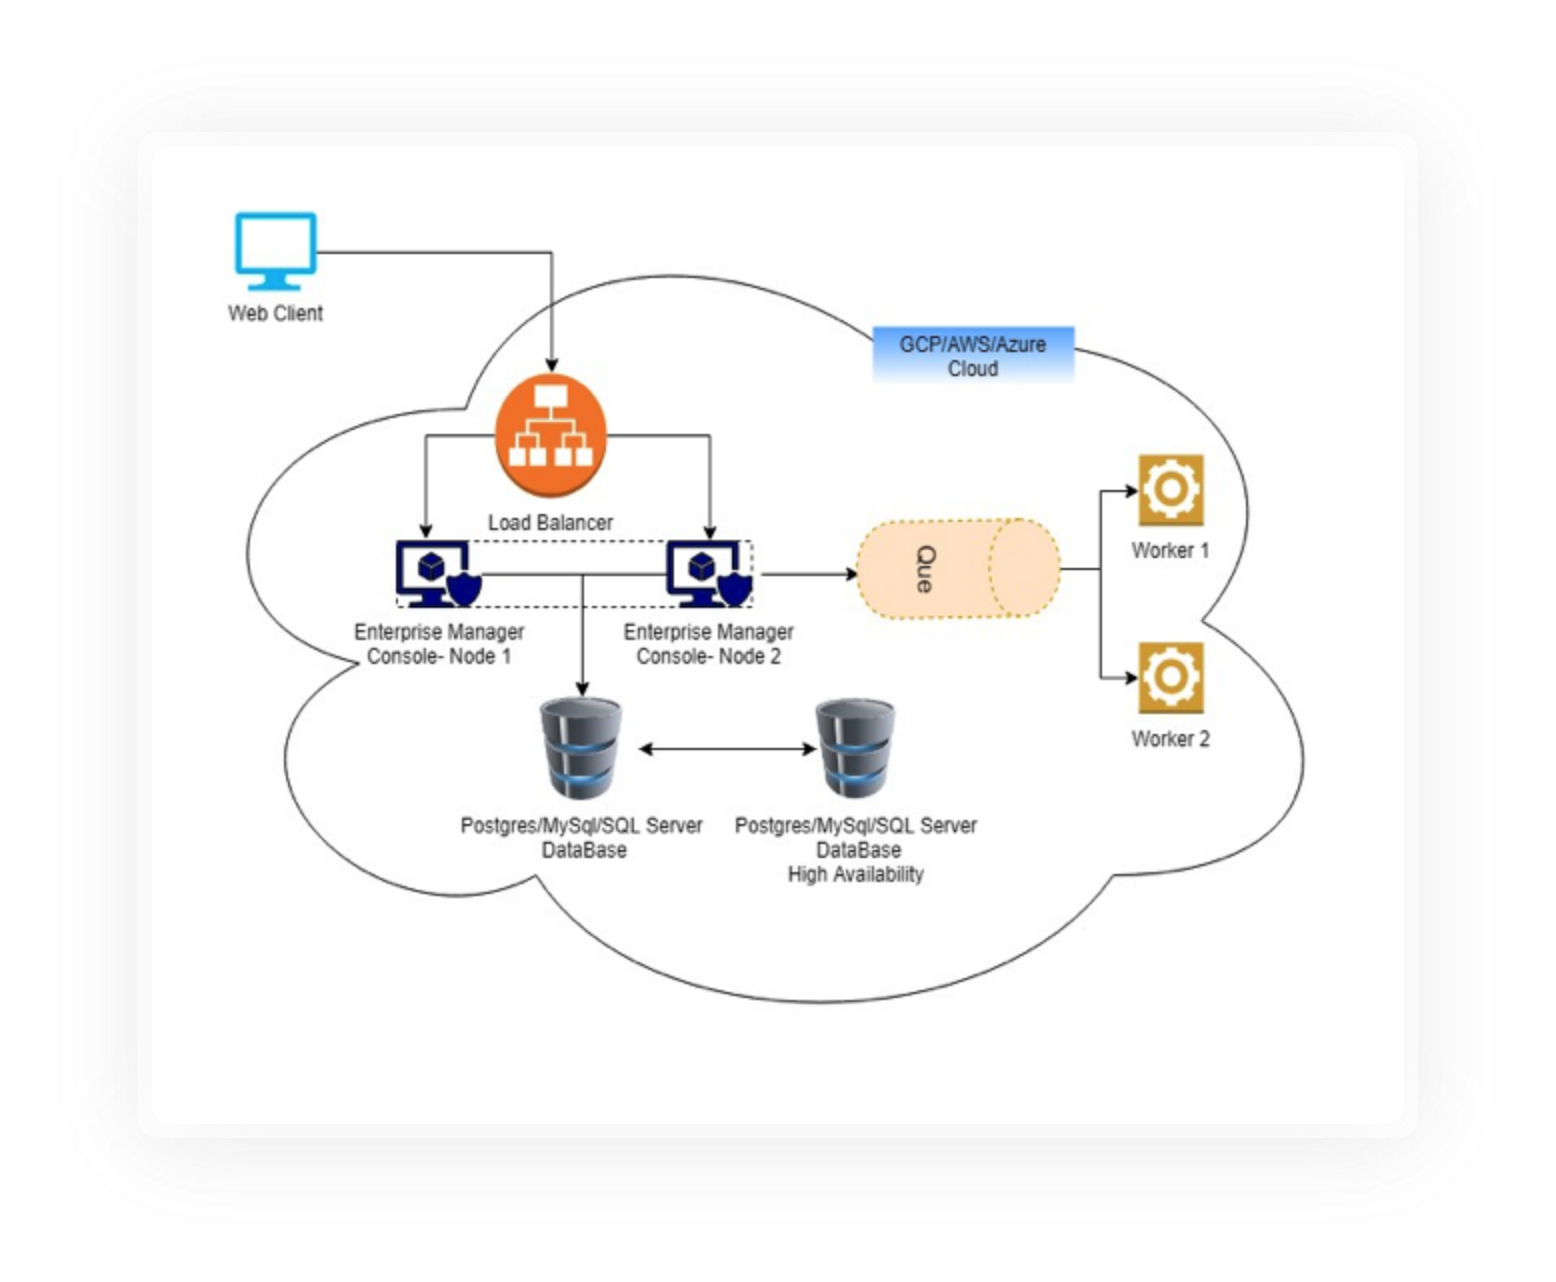 Web Client
GCP/AWS/Azure
Cloud
Load Balancer
Enterprise Manager
Console- Node 1
Enterprise Manager
Console- Node 2
Que
Worker 1
Worker 2
Postgres/MySql/SQL Server
DataBase
Postgres/MySql/SQL Server
DataBase
High Availability